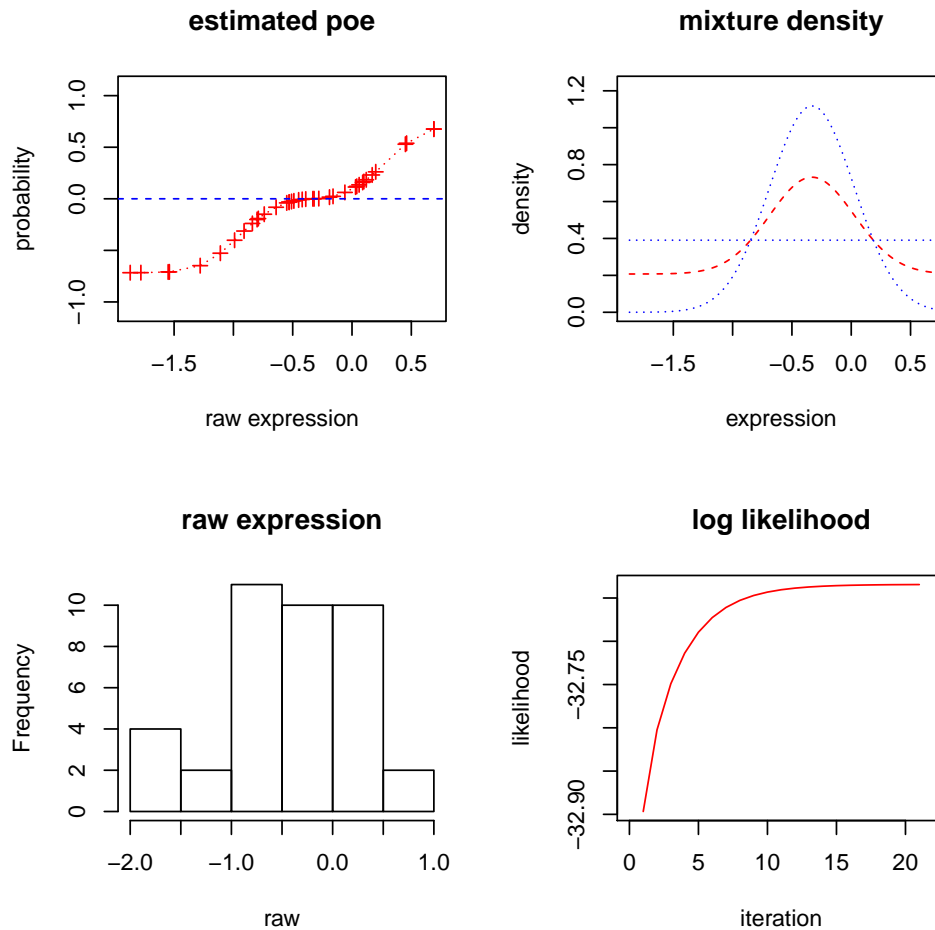 estimated poe
probability
-1.0 0.0 0.5 1.0
-1.5 -0.5 0.0 0.5
raw expression
mixture density
density
0.0 0.4 0.8 1.2
-1.5 -0.5 0.0 0.5
expression
raw expression
Frequency
0 2 4 6 8 10
-2.0 -1.0 0.0 1.0
raw
log likelihood
likelihood
-32.90 -32.75
0 5 10 15 20
iteration